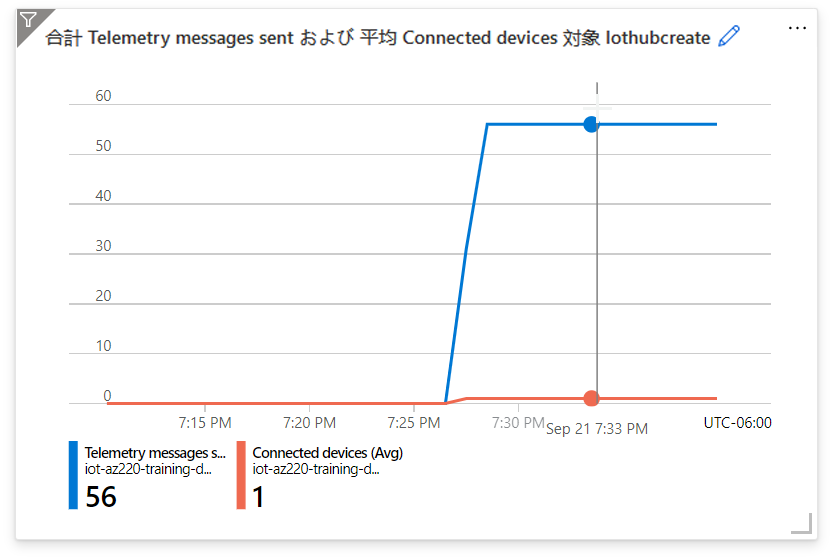 合計 Telemetry messages sent および 平均 Connected devices 対象 Iothubcreate
60
50
40
30
20
10
0
7:15 PM 7:20 PM 7:25 PM 7:30 PM Sep 21 7:33 PM UTC-06:00
Telemetry messages s...
iot-az220-training-d...
56
Connected devices (Avg)
iot-az220-training-d...
1